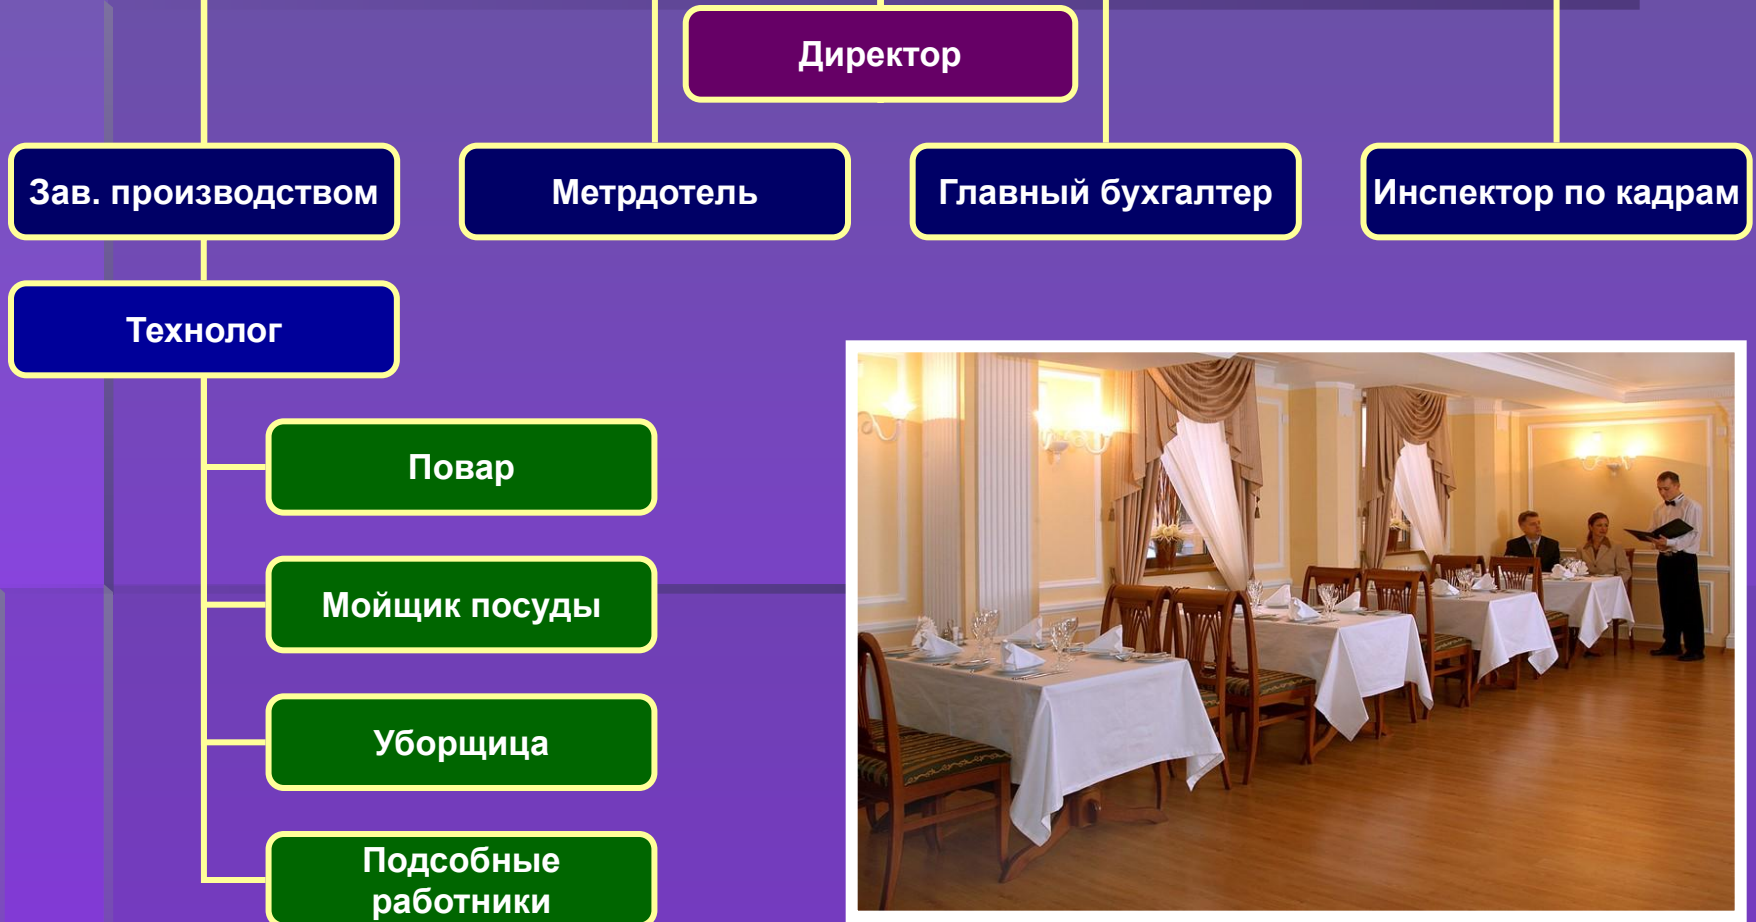 Директор
Зав. производством
Метрдотель
Главный бухгалтер
Инспектор по кадрам
Технолог
Повар
Мойщик посуды
Уборщица
Подсобные
работники